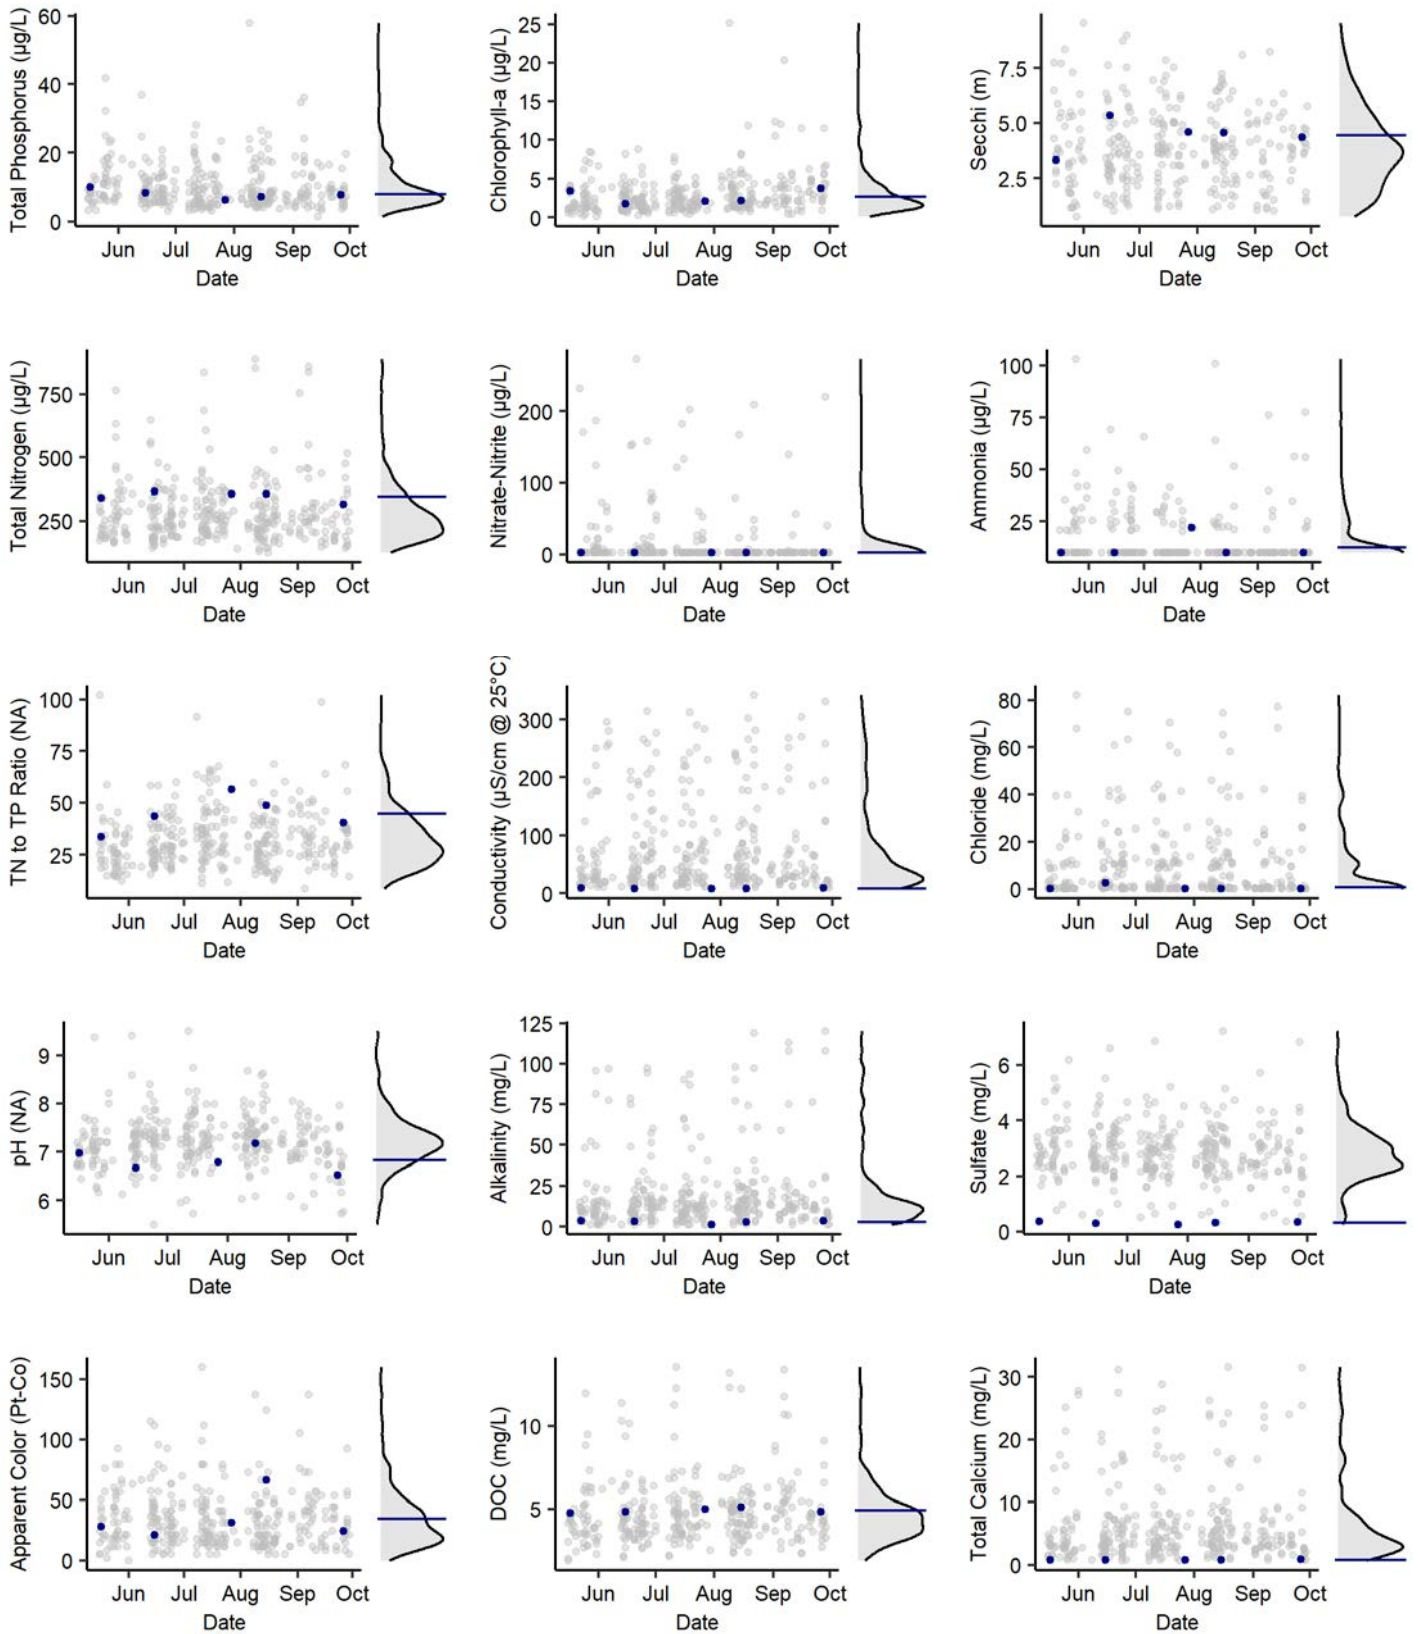 Total Phosphorus (µg/L)
60
40
20
0
Jun Jul Aug Sep Oct
Date
Chlorophyll-a (µg/L)
25
20
15
10
5
0
Jun Jul Aug Sep Oct
Date
Secchi (m)
7.5
5.0
2.5
Jun Jul Aug Sep Oct
Date
Total Nitrogen (µg/L)
750
500
250
Jun Jul Aug Sep Oct
Date
Nitrate-Nitrite (µg/L)
200
100
0
Jun Jul Aug Sep Oct
Date
Ammonia (µg/L)
100
75
50
25
Jun Jul Aug Sep Oct
Date
TN to TP Ratio (NA)
100
75
50
25
Jun Jul Aug Sep Oct
Date
Conductivity (µS/cm @ 25°C)
300
200
100
0
Jun Jul Aug Sep Oct
Date
Chloride (mg/L)
80
60
40
20
0
Jun Jul Aug Sep Oct
Date
pH (NA)
9
8
7
6
Jun Jul Aug Sep Oct
Date
Alkalinity (mg/L)
125
100
75
50
25
0
Jun Jul Aug Sep Oct
Date
Sulfate (mg/L)
6
4
2
0
Jun Jul Aug Sep Oct
Date
Apparent Color (Pt-Co)
150
100
50
0
Jun Jul Aug Sep Oct
Date
DOC (mg/L)
10
5
Jun Jul Aug Sep Oct
Date
Total Calcium (mg/L)
30
20
10
0
Jun Jul Aug Sep Oct
Date